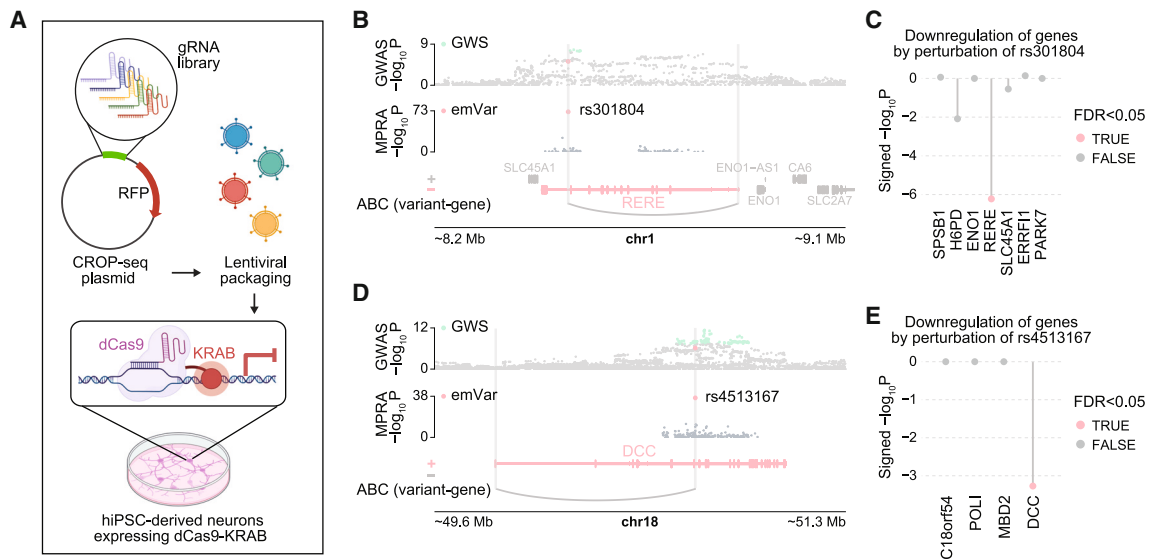 A
gRNA
library
RFP
CROP-seq
plasmid
Lentiviral
packaging
dCas9
KRAB
hiPSC-derived neurons
expressing dCas9-KRAB
B
GWAS
−log10P
9
0
GWS
MPRA
−log10P
73
0
emVar
rs301804
SLC45A1
ENO1−AS1
CA6
+
−
RERE
ENO1
SLC2A7
ABC (variant-gene)
~8.2 Mb
chr1
~9.1 Mb
C
Downregulation of genes
by perturbation of rs301804
Signed −log10P
0
−2
−4
−6
SPSB1
H6PD
ENO1
RERE
SLC45A1
ERRFI1
PARK7
FDR<0.05
TRUE
FALSE
D
GWAS
−log10P
12
0
GWS
MPRA
−log10P
38
0
emVar
rs4513167
DCC
+
−
ABC (variant-gene)
~49.6 Mb
chr18
~51.3 Mb
E
Downregulation of genes
by perturbation of rs4513167
Signed −log10P
0
−1
−2
−3
C18orf54
POLI
MBD2
DCC
FDR<0.05
TRUE
FALSE